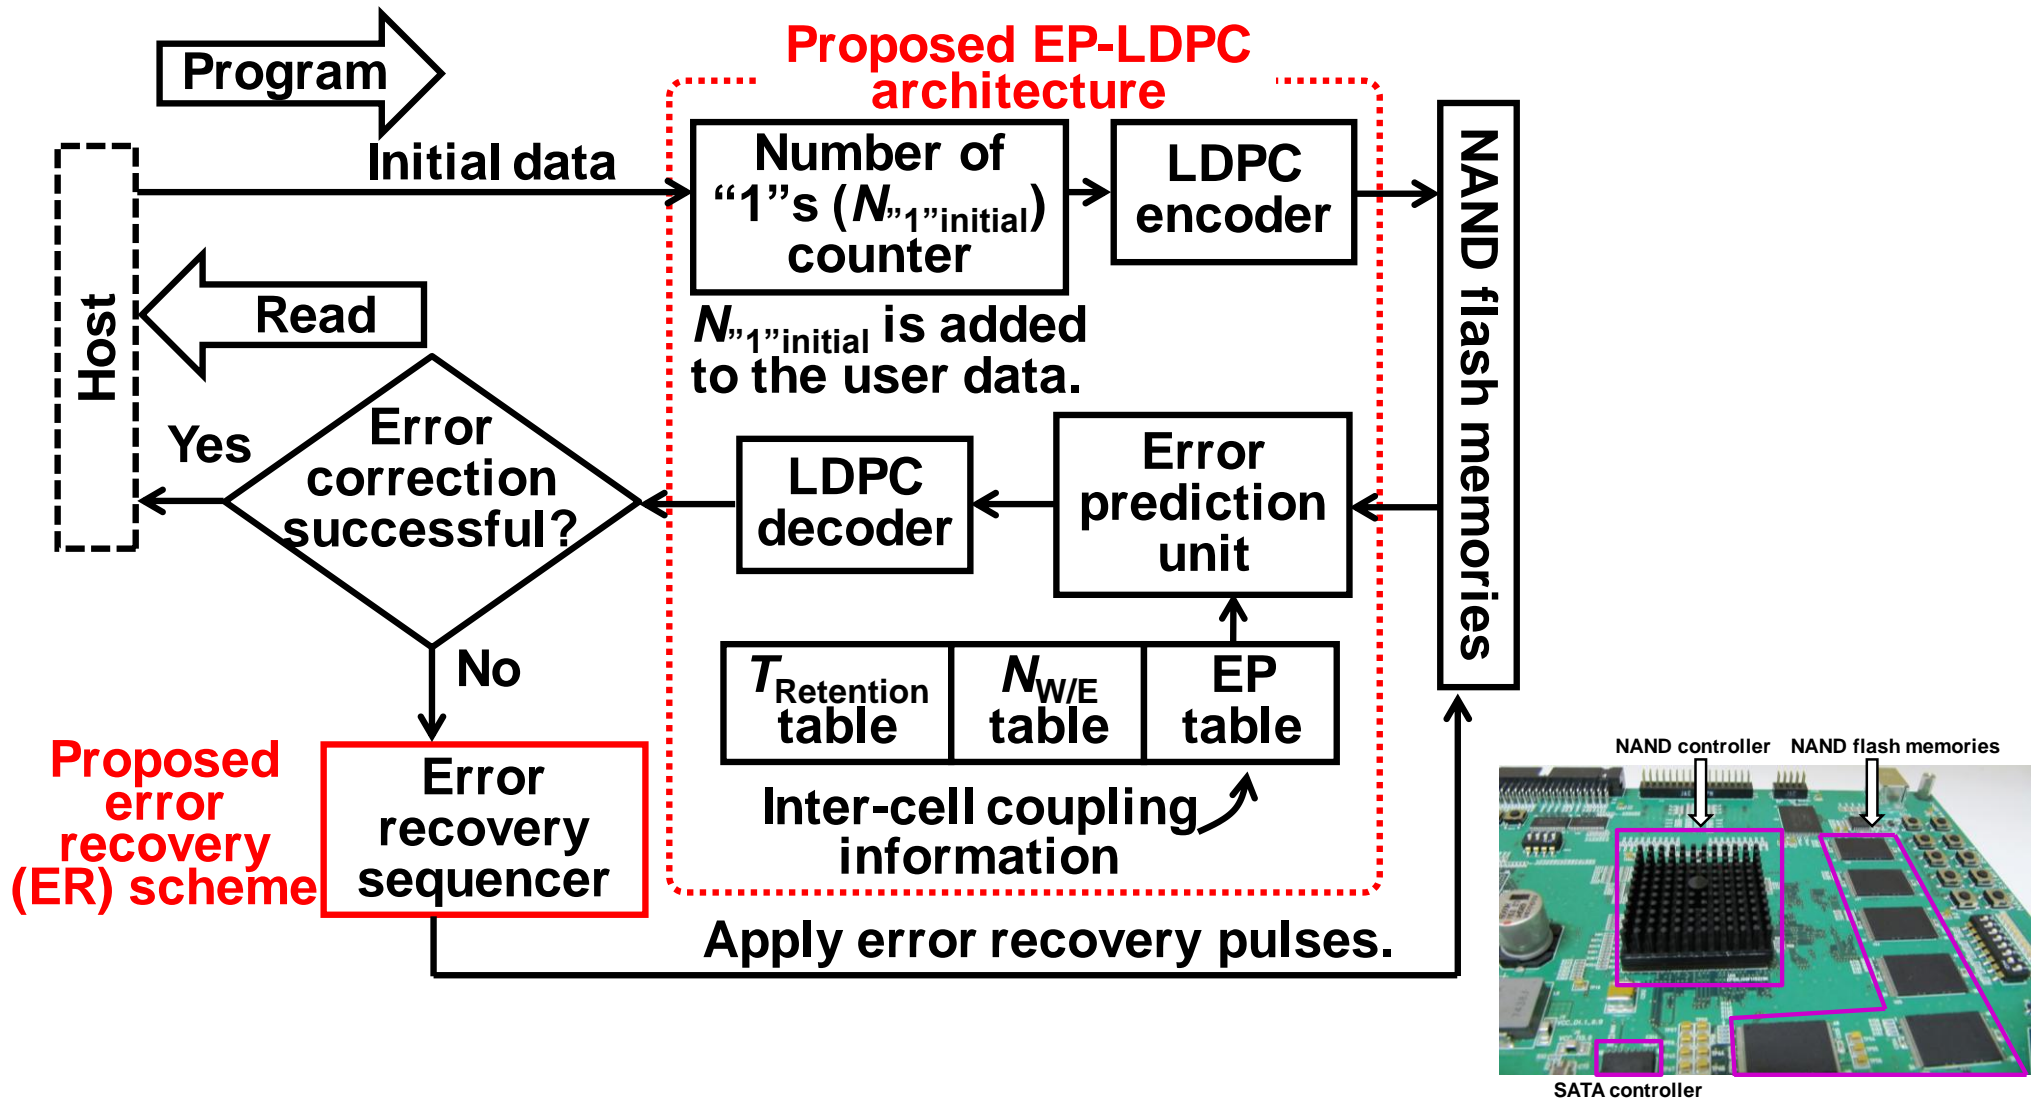 Proposed EP-LDPC
architecture
Program
Initial data
Number of
“1”s (N”1”initial)
counter
LDPC
encoder
NAND flash memories
Host
Read
N”1”initial is added
to the user data.
Yes
Error
correction
successful?
LDPC
decoder
Error
prediction
unit
No
TRetention
table
NW/E
table
EP
table
Inter-cell coupling
information
Proposed
error
recovery
(ER) scheme
Error
recovery
sequencer
Apply error recovery pulses.
NAND controller
NAND flash memories
SATA controller